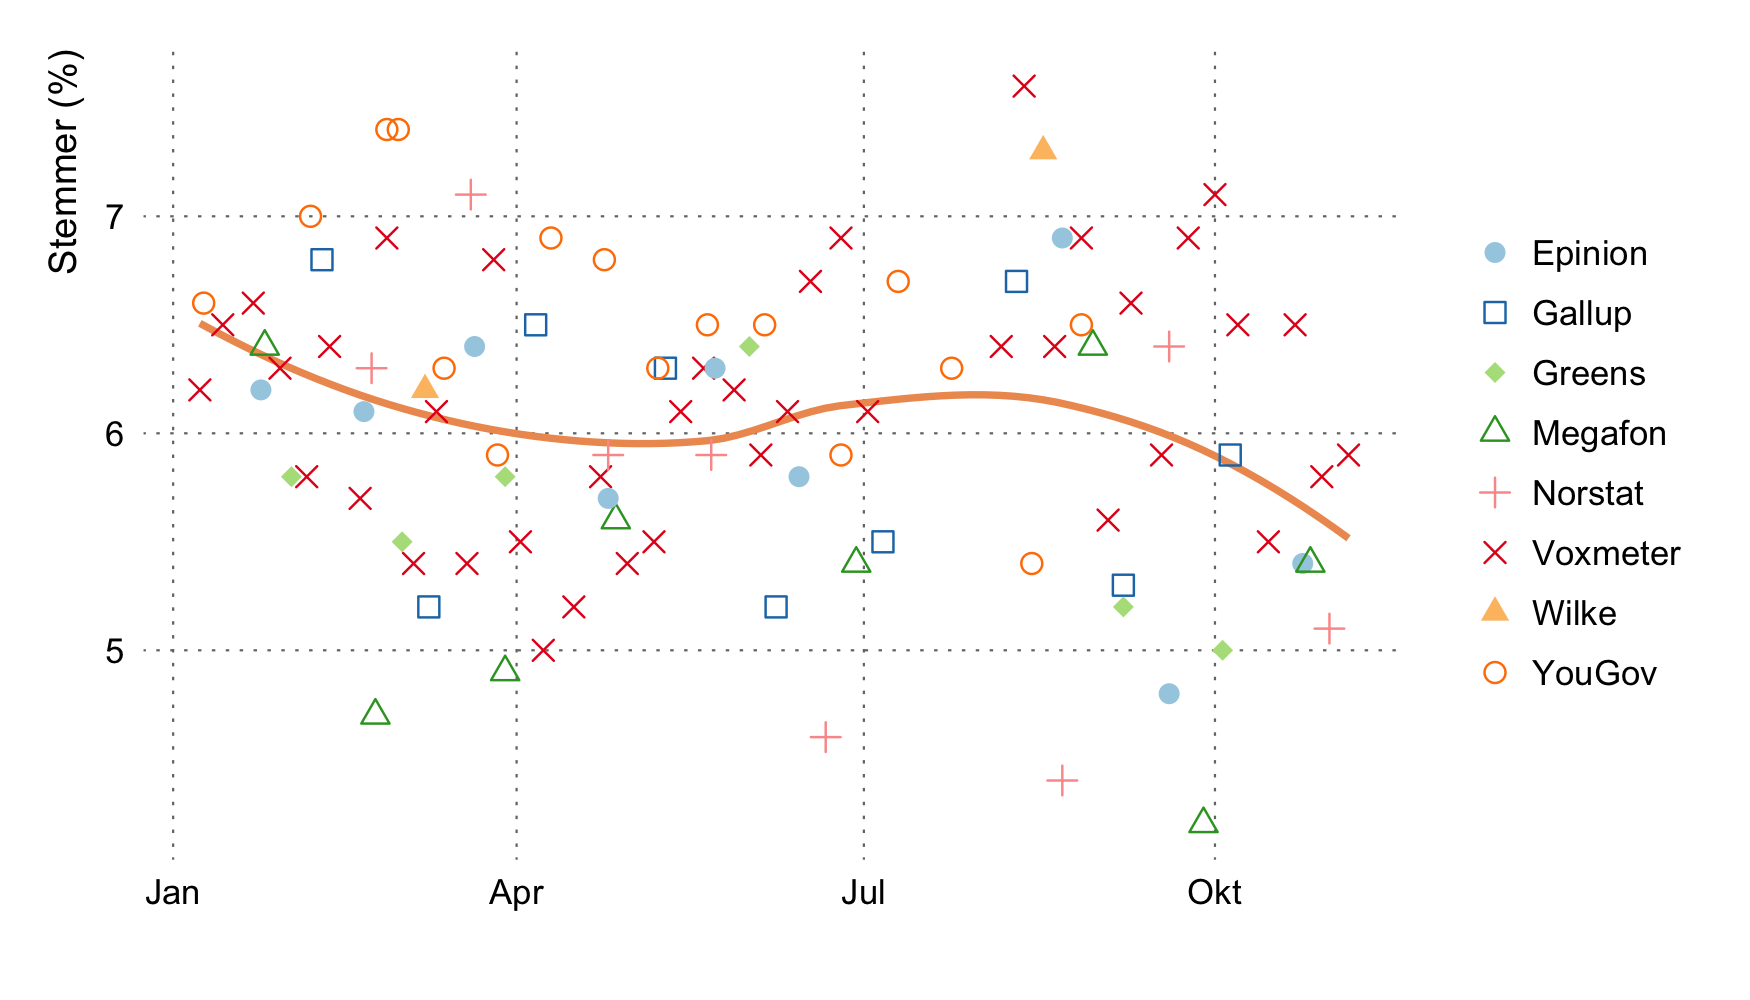 Stemmer (%)
7
6
5
Jan
Apr
Jul
Okt
Epinion
Gallup
Greens
Megafon
Norstat
Voxmeter
Wilke
YouGov